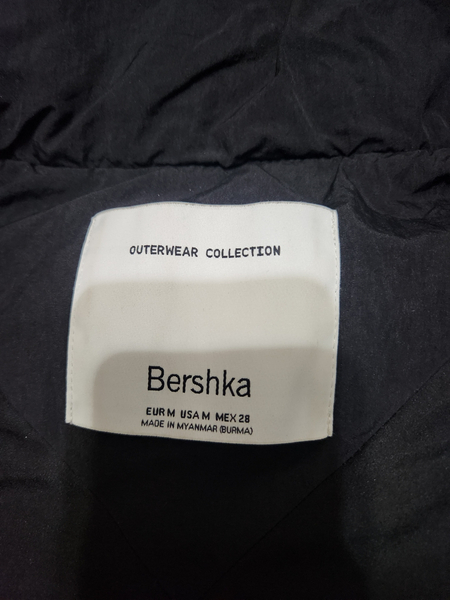 OUTERWEAR COLLECTION
Bershka
EUR M USA M MEX 28
MADE IN MYANMAR (BURMA)